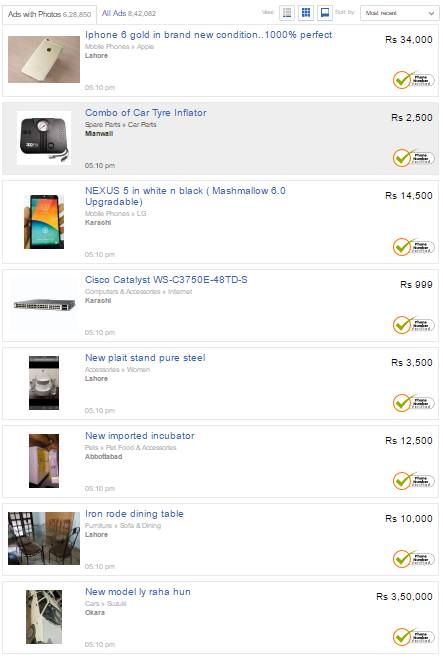 Ads with Photos 6,28,850 All Ads 8,42,082 View: Sort by: Most recent
Iphone 6 gold in brand new condition..1000% perfect
Rs 34,000
Mobile Phones » Apple
Lahore
05:10 pm
Phone Number Verified
Combo of Car Tyre Inflator
Rs 2,500
Spare Parts » Car Parts
Mianwali
05:10 pm
Phone Number Verified
NEXUS 5 in white n black ( Mashmallow 6.0
Upgradable)
Rs 14,500
Mobile Phones » LG
Karachi
05:10 pm
Phone Number Verified
Cisco Catalyst WS-C3750E-48TD-S
Rs 999
Computers & Accessories » Internet
Karachi
05:10 pm
Phone Number Verified
New plait stand pure steel
Rs 3,500
Accessories » Women
Lahore
05:10 pm
Phone Number Verified
New imported incubator
Rs 12,500
Pets » Pet Food & Accessories
Abbottabad
05:10 pm
Phone Number Verified
Iron rode dining table
Rs 10,000
Furniture » Sofa & Dining
Lahore
05:10 pm
Phone Number Verified
New model ly raha hun
Rs 3,50,000
Cars » Suzuki
Okara
05:10 pm
Phone Number Verified